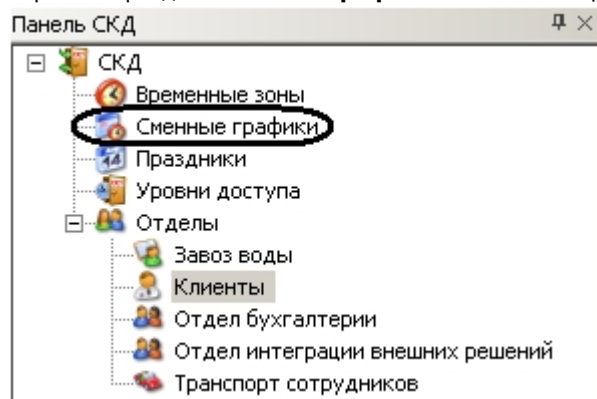 Панель СКД
СКД
Временные зоны
Сменные графики
Праздники
Уровни доступа
Отделы
Завоз воды
Клиенты
Отдел бухгалтерии
Отдел интеграции внешних решений
Транспорт сотрудников